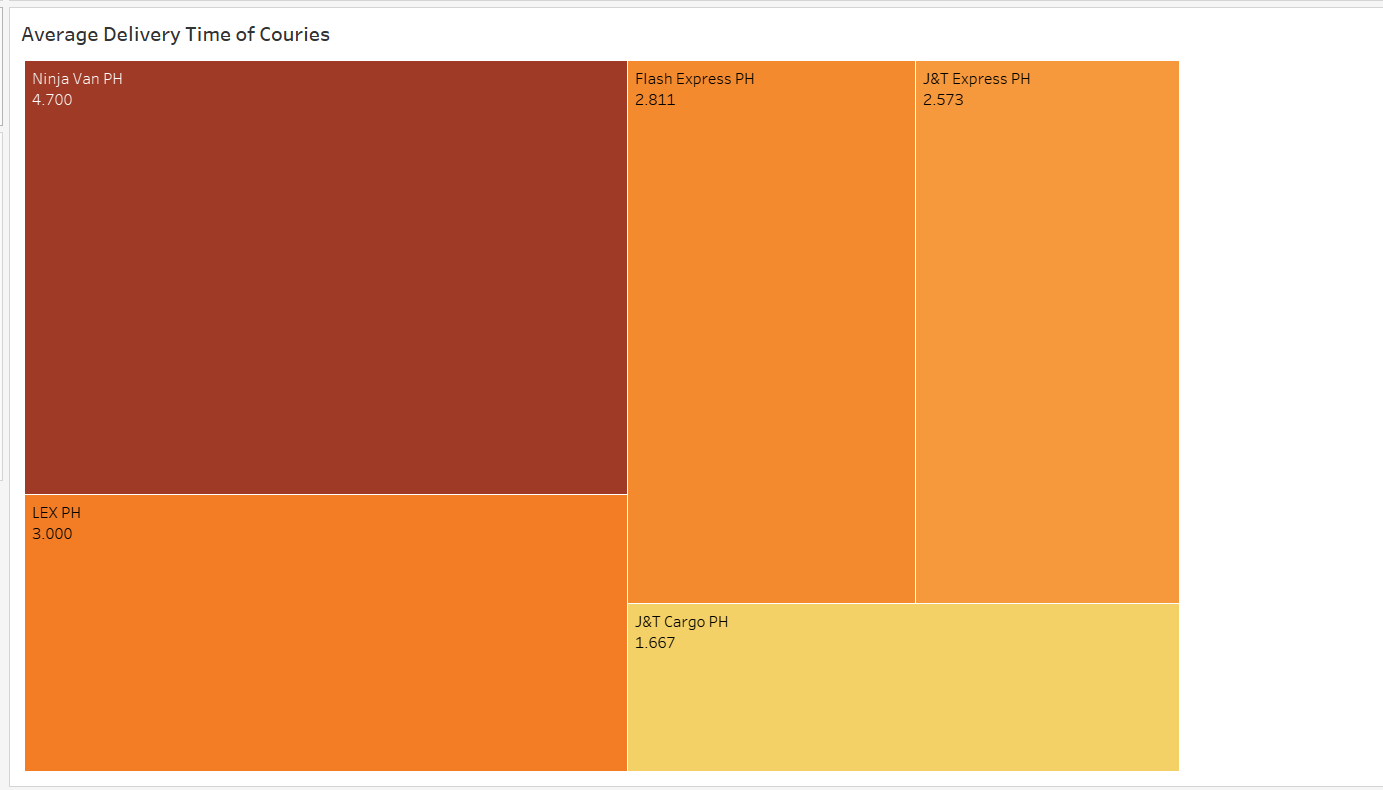 Average Delivery Time of Couries
Ninja Van PH
4.700
Flash Express PH
2.811
J&T Express PH
2.573
LEX PH
3.000
J&T Cargo PH
1.667